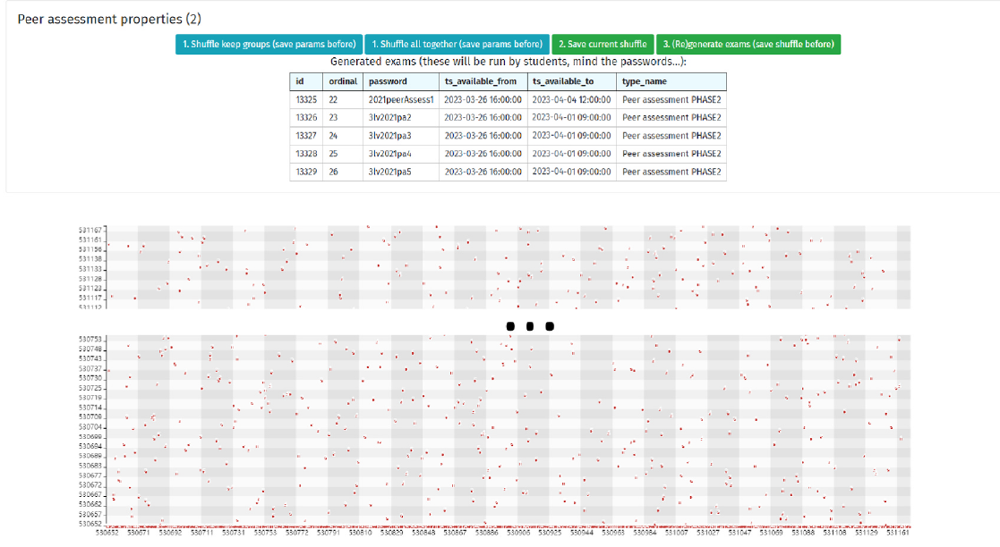 Peer assessment properties (2)
1. Shuffle keep groups (save params before) 1. Shuffle all together (save params before) 2. Save current shuffle 3. (Re)generate exams (save shuffle before)
Generated exams (these will be run by students, mind the passwords...):
id ordinal password ts_available_from ts_available_to type_name
13325 22 2021peerAssess1 2023-03-26 16:00:00 2023-04-04 12:00:00 Peer assessment PHASE2
13326 23 3lv2021pa2 2023-03-26 16:00:00 2023-04-01 09:00:00 Peer assessment PHASE2
13327 24 3lv2021pa3 2023-03-26 16:00:00 2023-04-01 09:00:00 Peer assessment PHASE2
13328 25 3lv2021pa4 2023-03-26 16:00:00 2023-04-01 09:00:00 Peer assessment PHASE2
13329 26 3lv2021pa5 2023-03-26 16:00:00 2023-04-01 09:00:00 Peer assessment PHASE2
531167
531161
531156
531138
531133
531128
531123
531117
531112
530753
530748
530743
530737
530730
530725
530719
530714
530709
530704
530699
530694
530689
530683
530677
530672
530667
530662
530657
530652
530652 530671 530692 530711 530731 530753 530772 530791 530810 530829 530848 530867 530886 530906 530925 530944 530965 530984 531007 531027 531047 531069 531088 531108 531129 531161